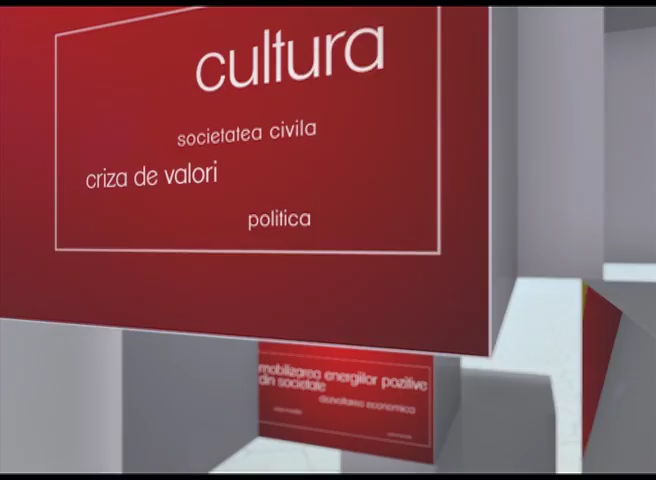 cultura
societatea civila
criza de valori
politica
mobilizarea energiilor pozitive
din societate
dezvoltarea economica